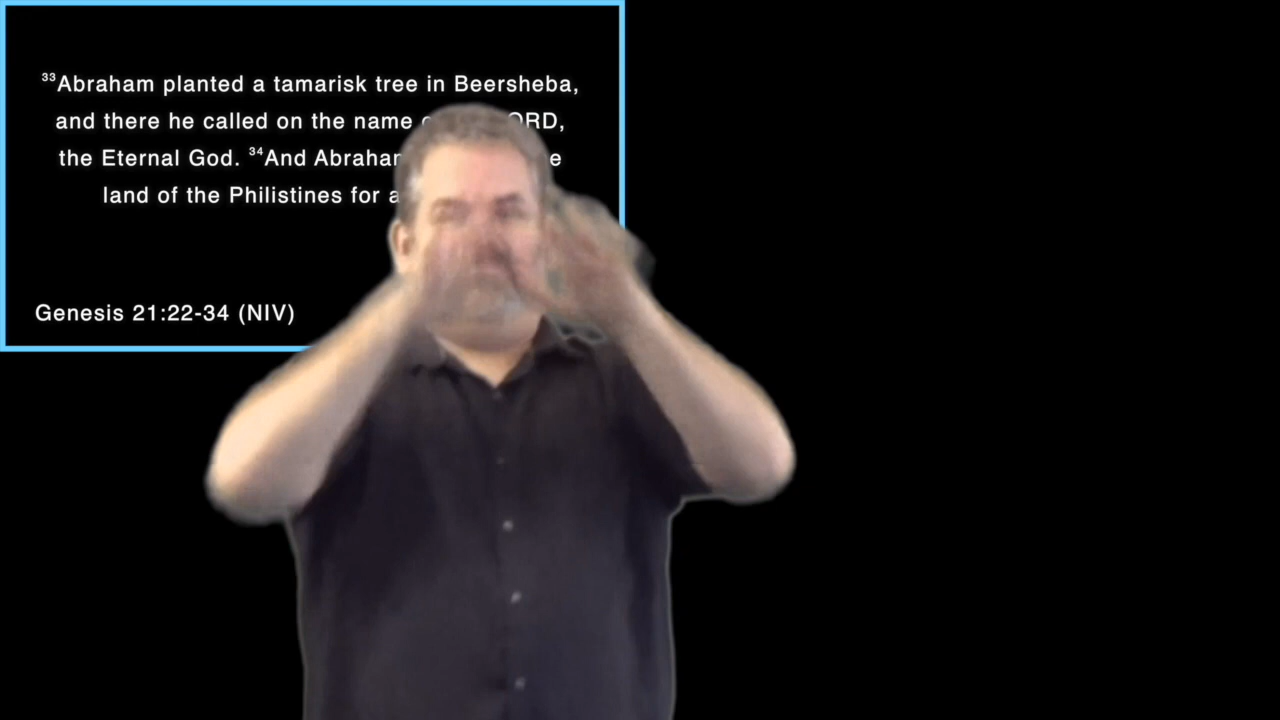 ³³Abraham planted a tamarisk tree in Beersheba,
and there he called on the name
the Eternal God. ³⁴And
land of the Philistines for
Genesis 21:22-34 (NIV)